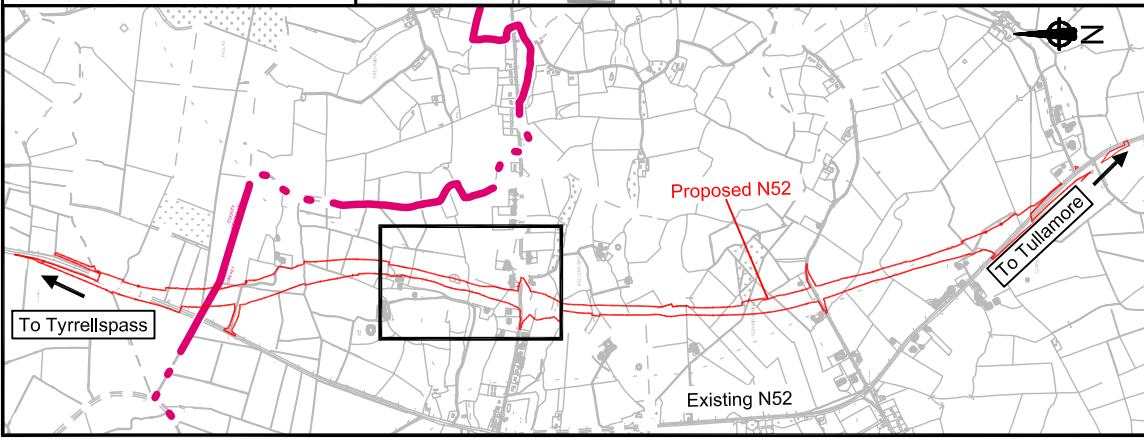 N
Proposed N52
To Tullamore
To Tyrrellspass
Existing N52